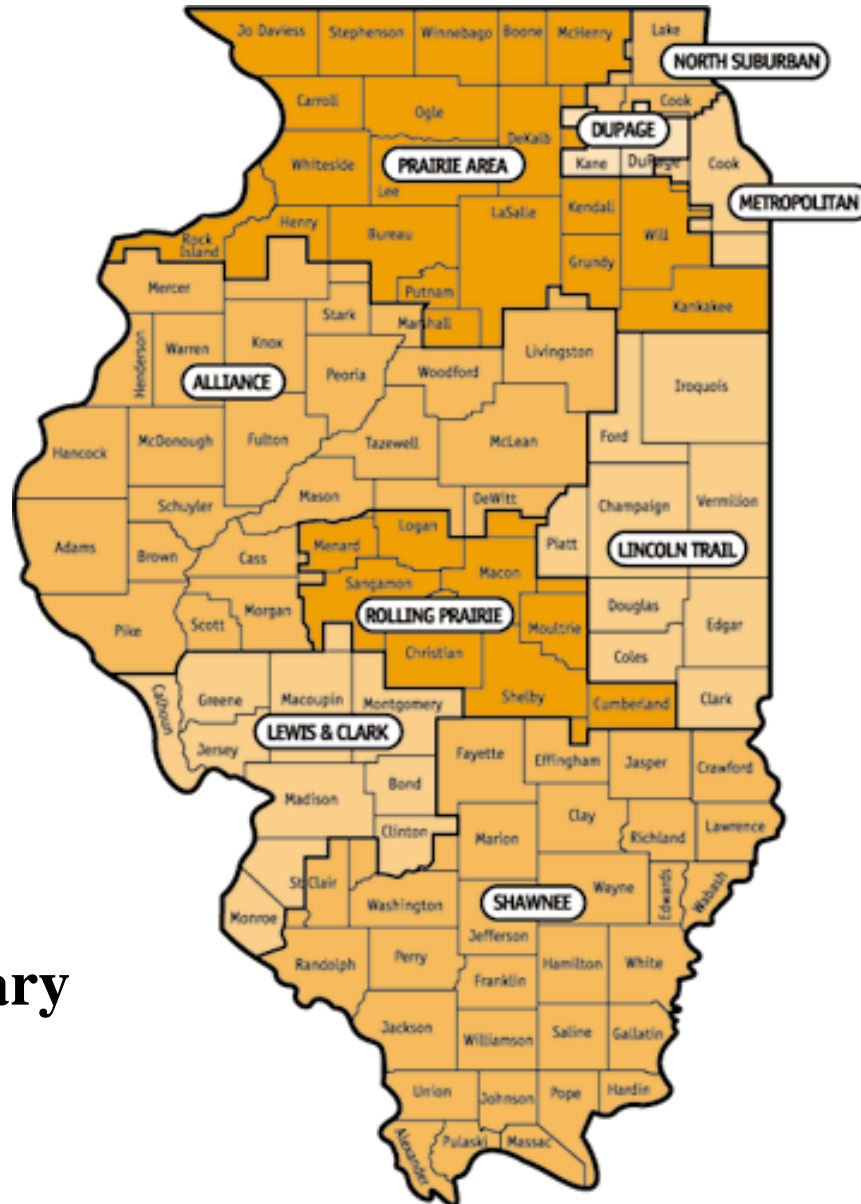 Jo Daviess
Stephenson
Winnebago
Boone
McHenry
Lake
NORTH SUBURBAN
Carroll
Ogle
DeKalb
Cook
DUPAGE
Whiteside
Lee
PRAIRIE AREA
Kane
DuPage
Cook
METROPOLITAN
Rock
Island
Henry
Bureau
LaSalle
Kendall
Will
Grundy
Putnam
Kankakee
Mercer
Stark
Marshall
Henderson
Warren
Knox
Peoria
Woodford
Livingston
Iroquois
ALLIANCE
Hancock
McDonough
Fulton
Tazewell
McLean
Ford
Schuyler
Mason
DeWitt
Champaign
Vermilion
Adams
Brown
Cass
Menard
Logan
Piatt
LINCOLN TRAIL
Sangamon
Macon
Pike
Scott
Morgan
ROLLING PRAIRIE
Moultrie
Douglas
Edgar
Christian
Coles
Calhoun
Greene
Macoupin
Montgomery
Shelby
Cumberland
Clark
Jersey
LEWIS & CLARK
Fayette
Effingham
Jasper
Crawford
Madison
Bond
Clinton
Marion
Clay
Richland
Lawrence
St Clair
Monroe
Washington
SHAWNEE
Wayne
Edwards
Wabash
Jefferson
Randolph
Perry
Franklin
Hamilton
White
ary
Jackson
Williamson
Saline
Gallatin
Union
Johnson
Pope
Hardin
Alexander
Pulaski
Massac